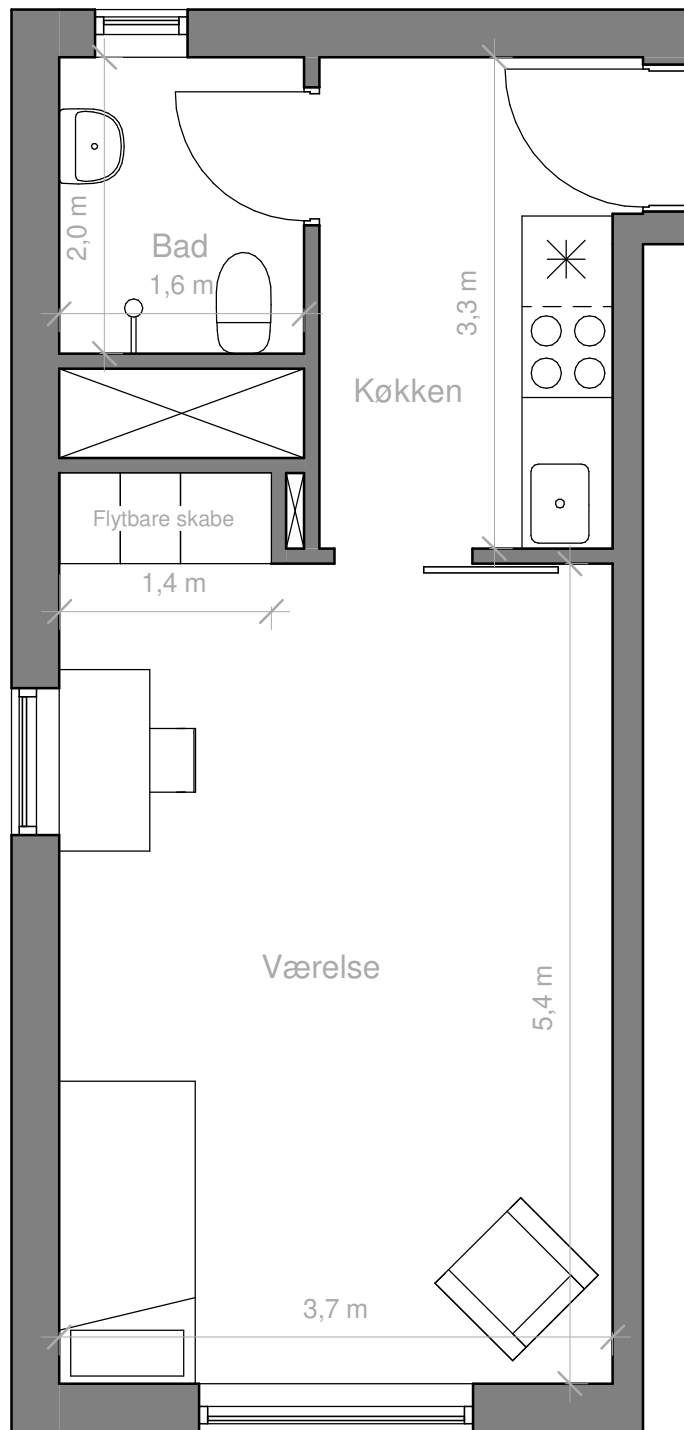 2,0 m
Bad
1,6 m
3,3 m
Køkken
Flytbare skabe
1,4 m
Værelse
5,4 m
3,7 m